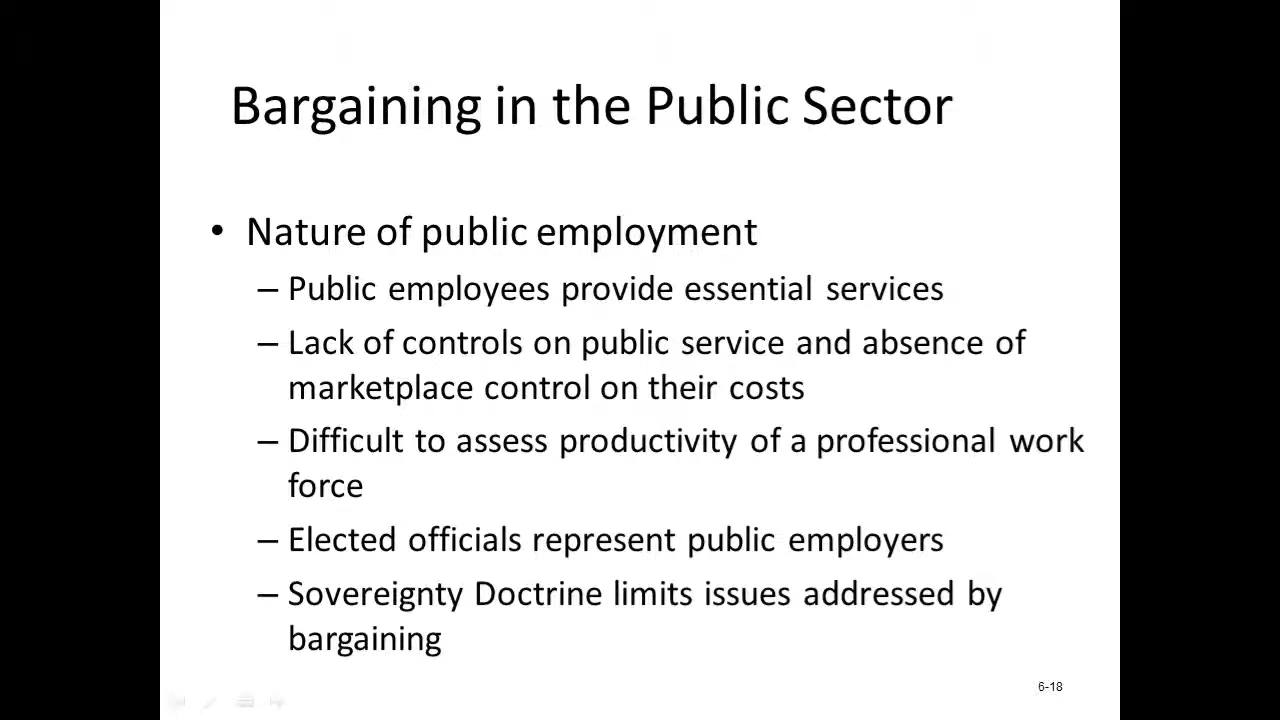 Bargaining in the Public Sector
• Nature of public employment
– Public employees provide essential services
– Lack of controls on public service and absence of
marketplace control on their costs
– Difficult to assess productivity of a professional work
force
– Elected officials represent public employers
– Sovereignty Doctrine limits issues addressed by
bargaining
6-18